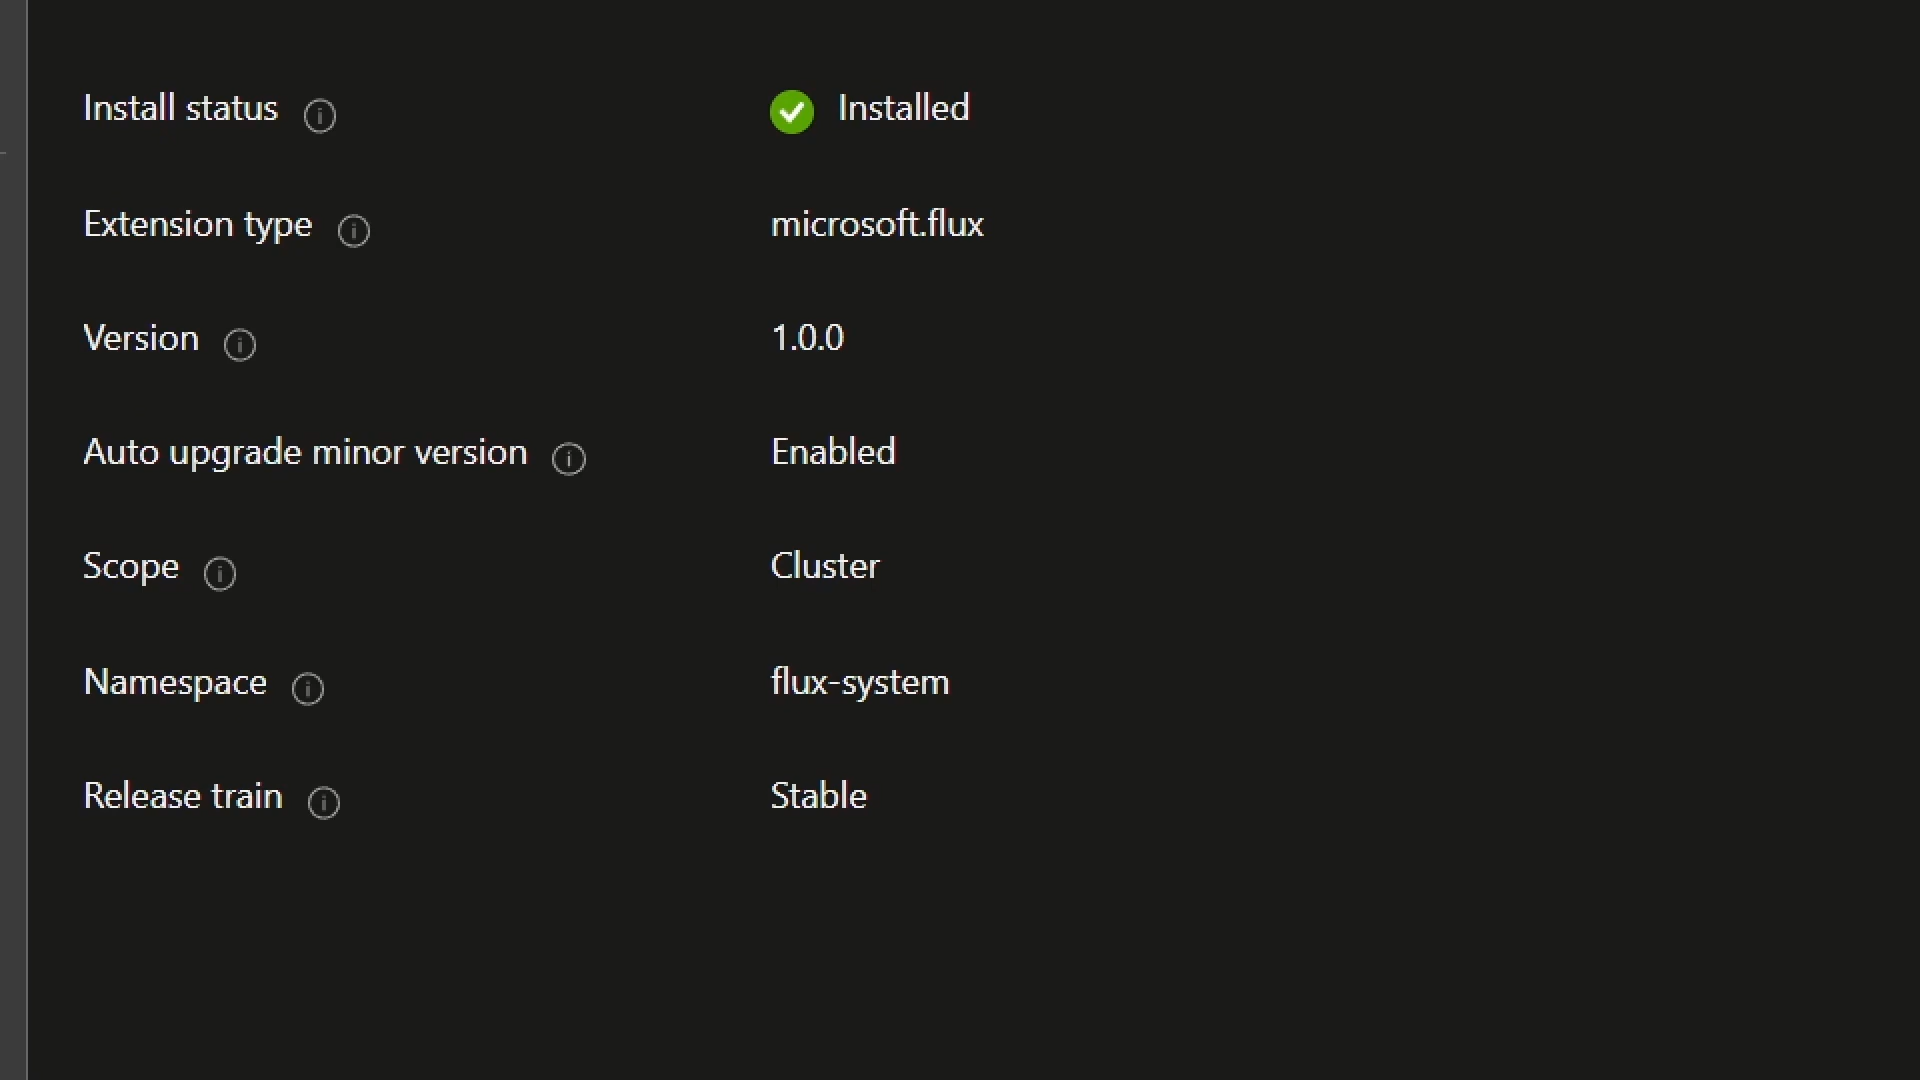 Install status Installed
Extension type microsoft.flux
Version 1.0.0
Auto upgrade minor version Enabled
Scope Cluster
Namespace flux-system
Release train Stable